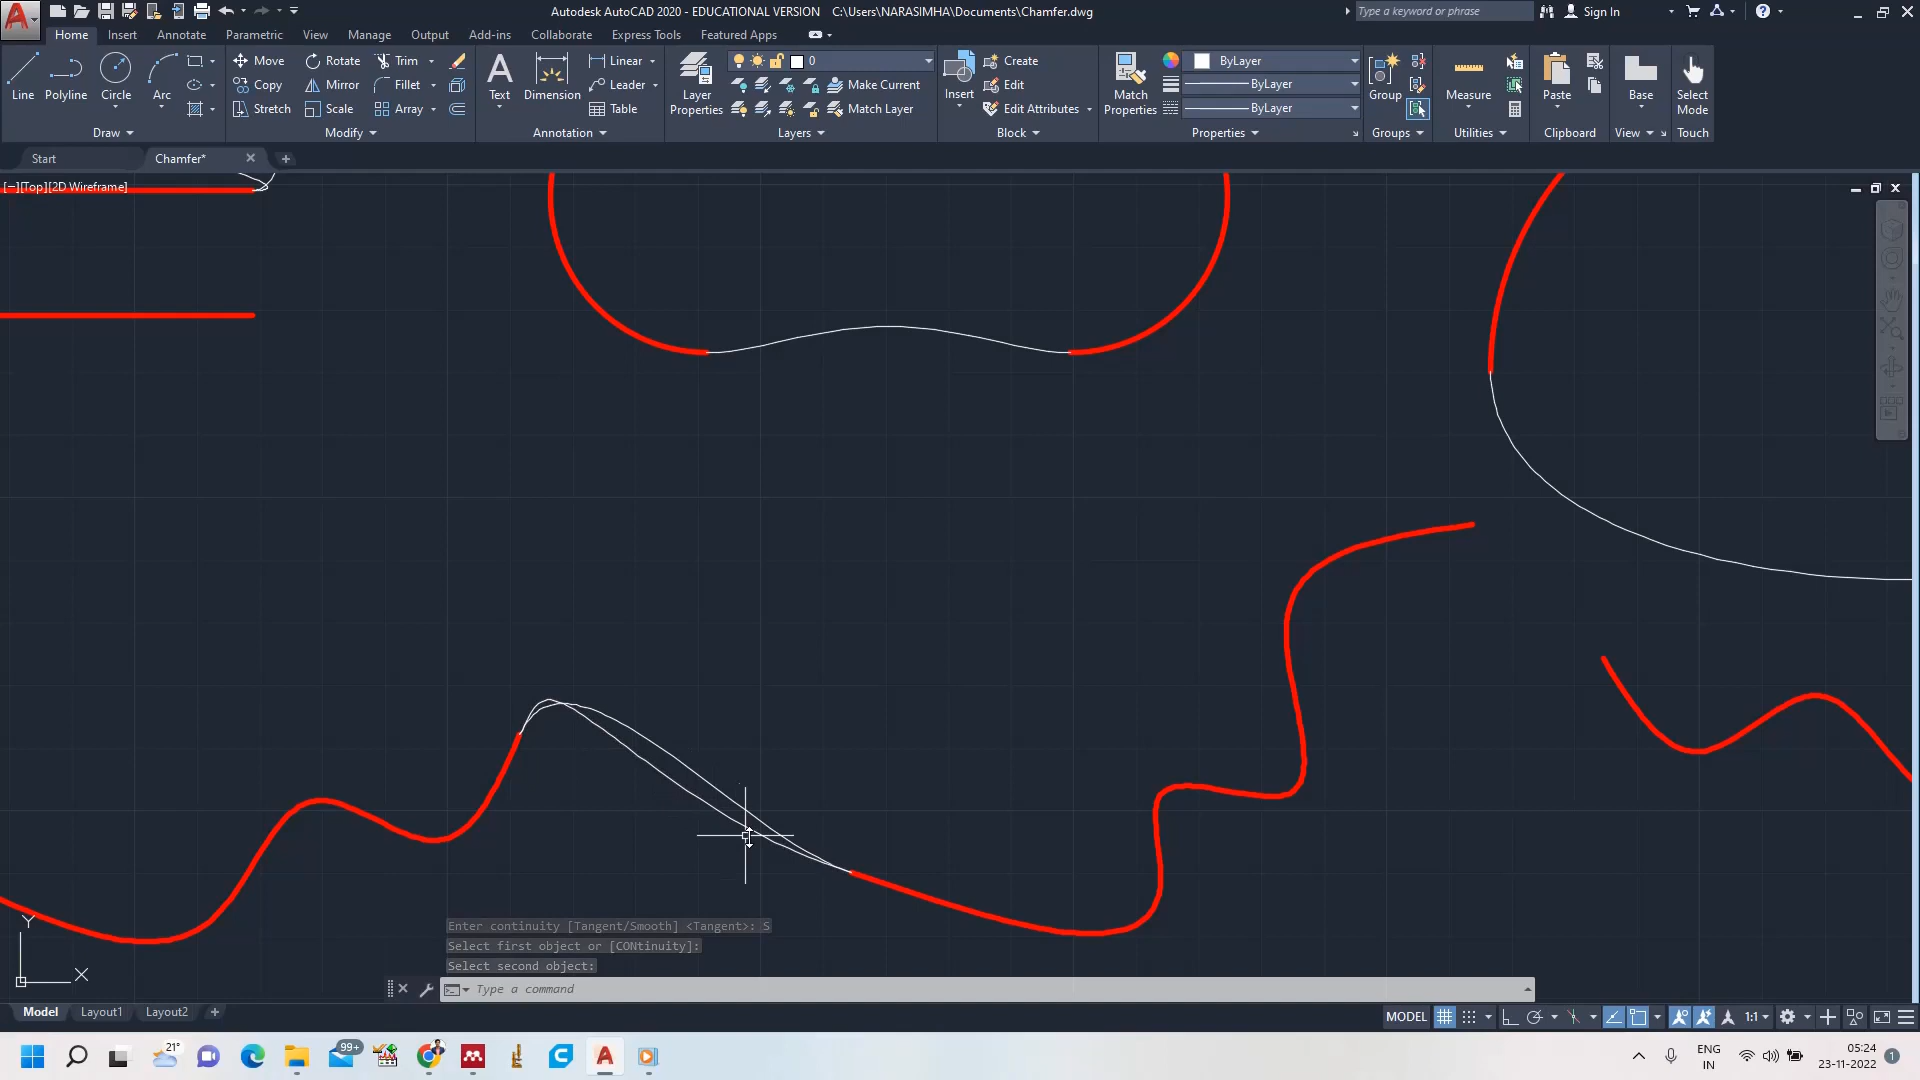 Autodesk AutoCAD 2020 - EDUCATIONAL VERSION C:\Users\NARASIMHA\Documents\Chamfer.dwg
Type a keyword or phrase
Sign In
Home Insert Annotate Parametric View Manage Output Add-ins Collaborate Express Tools Featured Apps
Line Polyline Circle Arc
Move Rotate Trim
Copy Mirror Fillet
Stretch Scale Array
Text Dimension
Linear
Leader
Table
Layer Properties
0
Make Current
Match Layer
Insert
Create
Edit
Edit Attributes
Match Properties
ByLayer
ByLayer
ByLayer
Group
Measure
Paste
Base
Select Mode
Draw Modify Annotation Layers Block Properties Groups Utilities Clipboard View Touch
Start Chamfer*
[−][Top][2D Wireframe]
Y
X
Enter continuity [Tangent/Smooth] <Tangent>: S
Select first object or [CONtinuity]:
Select second object:
Type a command
Model Layout1 Layout2
MODEL 1:1
21°
99+
ENG
IN
05:24
23-11-2022
1